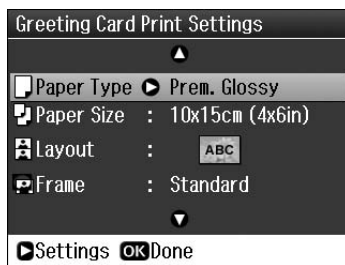 Greeting Card Print Settings
Paper Type Prem. Glossy
Paper Size : 10x15cm (4x6in)
Layout : ABC
Frame : Standard
Settings OK Done